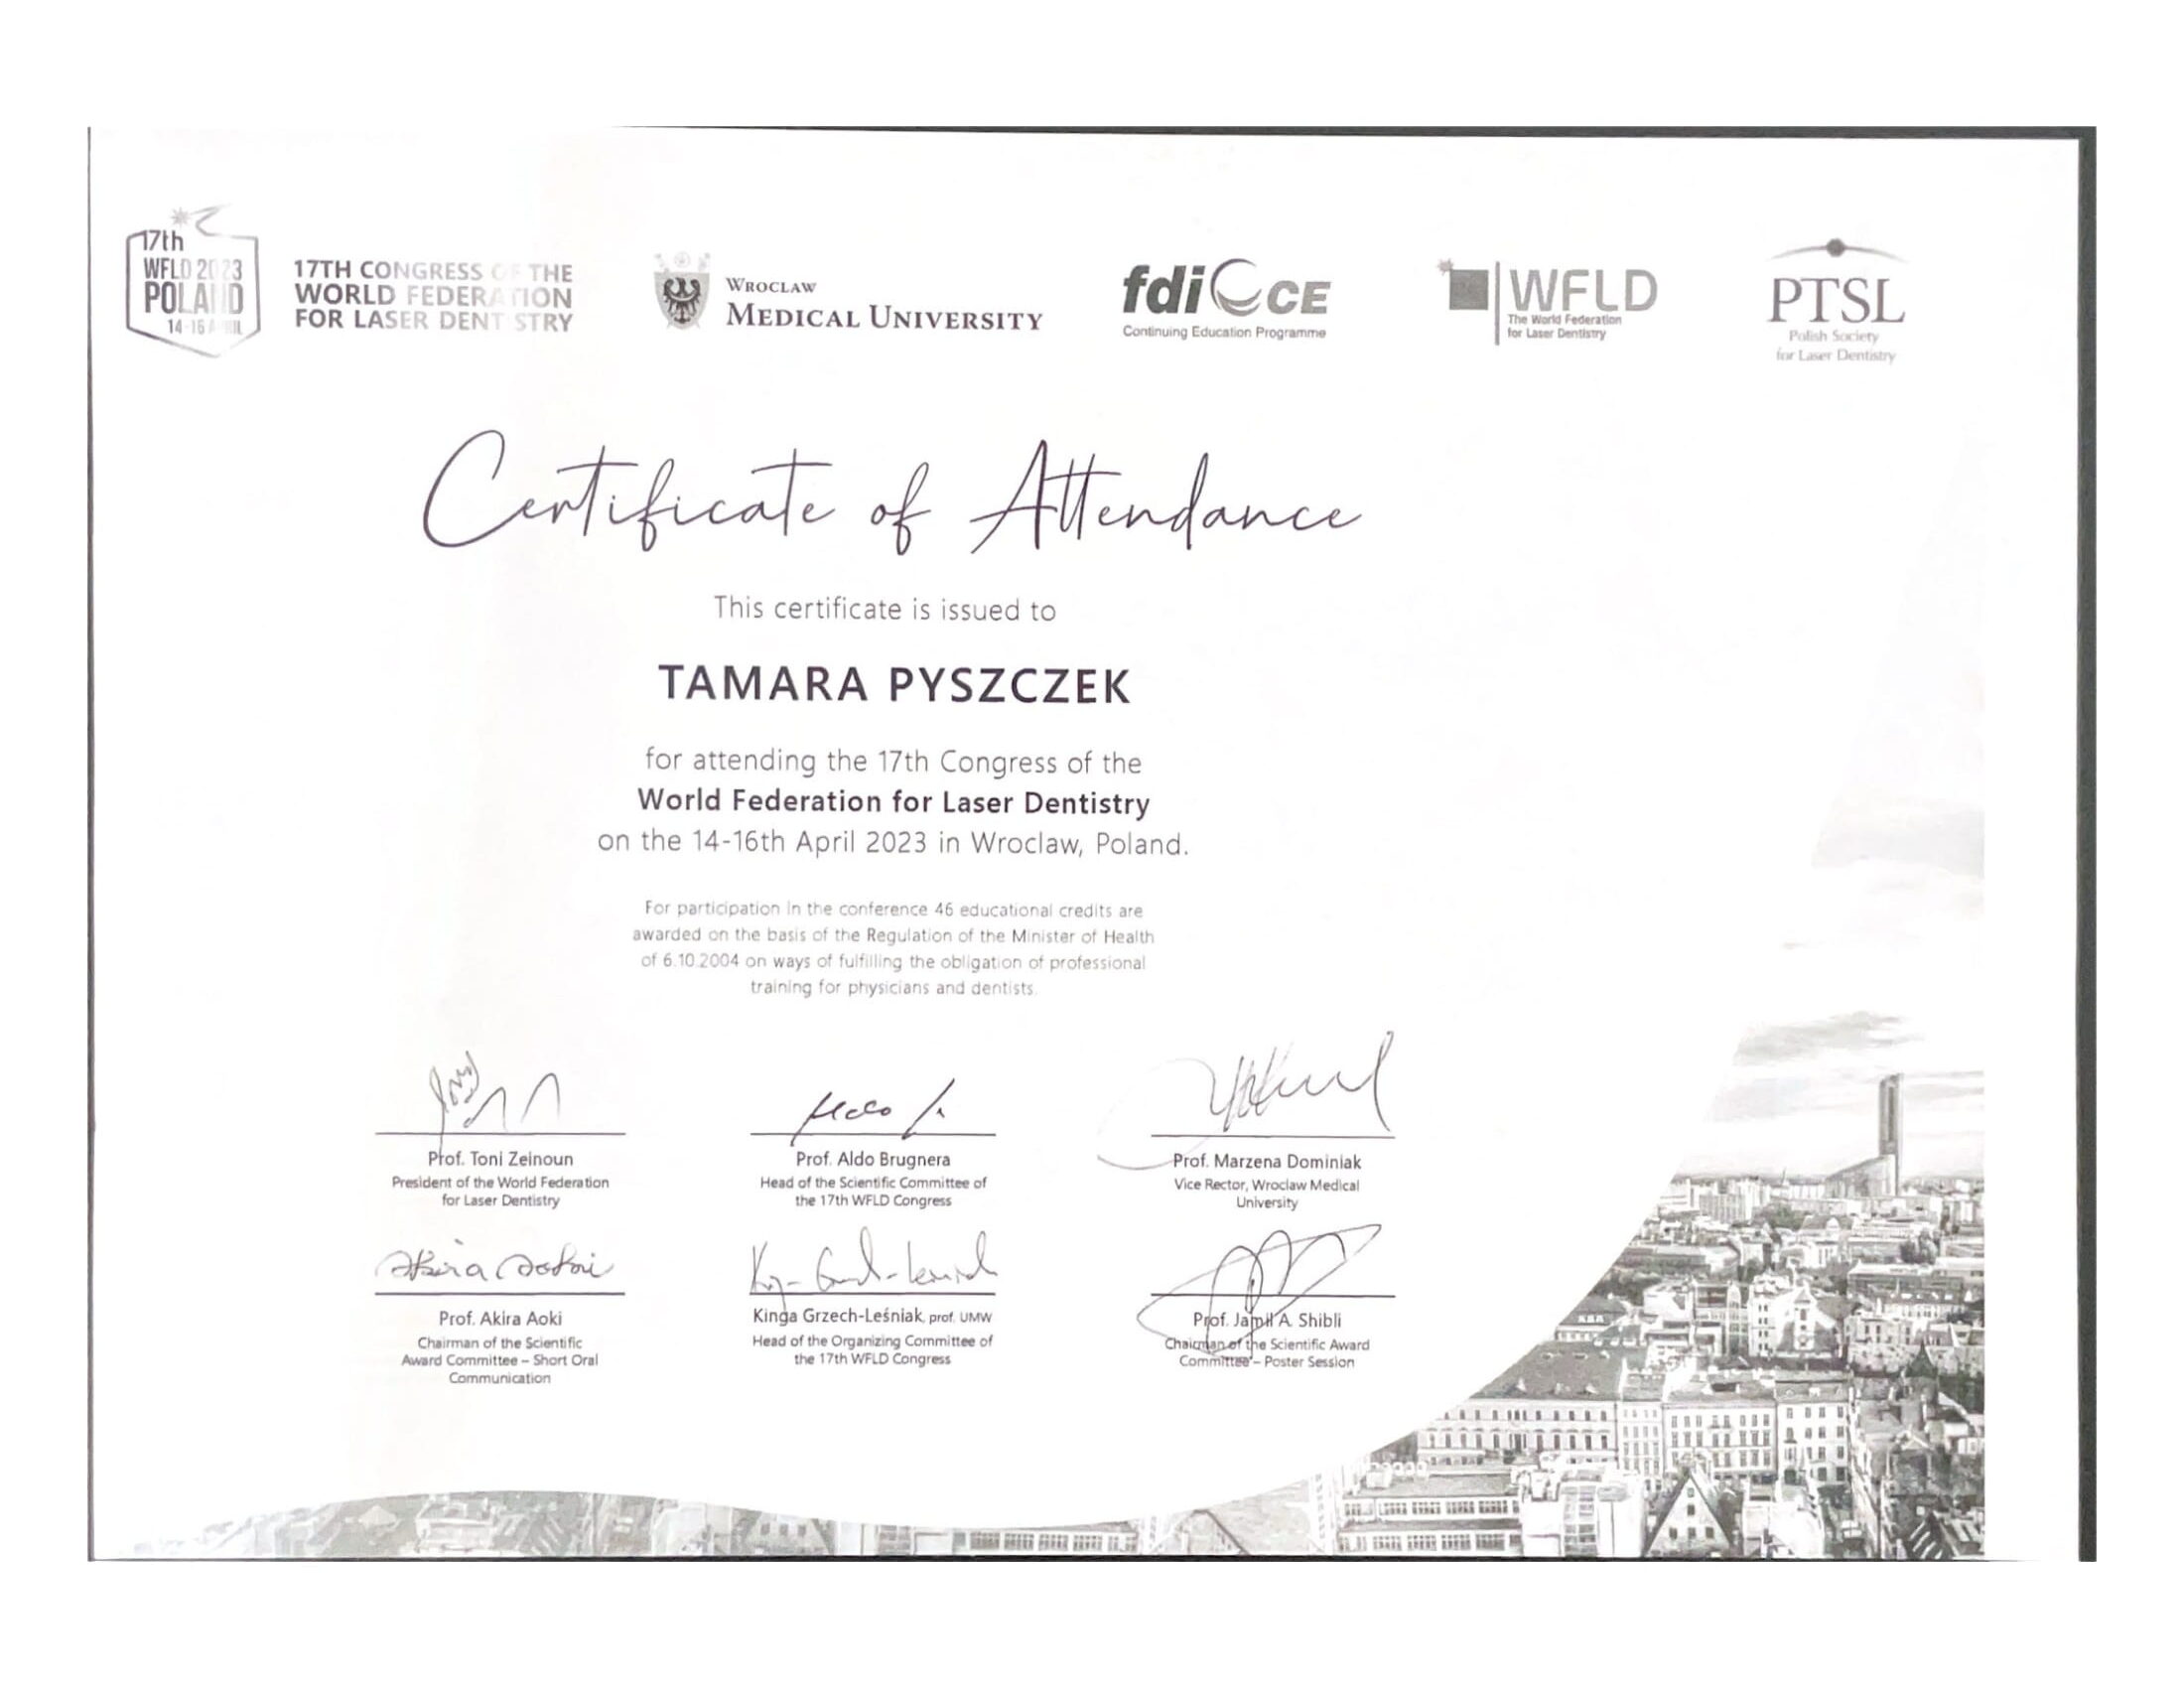 17th
WFLD 2023
POLAND
14-16 APRIL
17TH CONGRESS OF THE
WORLD FEDERATION
FOR LASER DENTISTRY
WROCLAW
MEDICAL UNIVERSITY
fdi CE
Continuing Education Programme
WFLD
The World Federation
for Laser Dentistry
PTSL
Polish Society
for Laser Dentistry
Certificate of Attendance
This certificate is issued to
TAMARA PYSZCZEK
for attending the 17th Congress of the
World Federation for Laser Dentistry
on the 14-16th April 2023 in Wroclaw, Poland.
For participation in the conference 46 educational credits are
awarded on the basis of the Regulation of the Minister of Health
of 6.10.2004 on ways of fulfilling the obligation of professional
training for physicians and dentists.
Prof. Toni Zeinoun
President of the World Federation
for Laser Dentistry
Prof. Aldo Brugnera
Head of the Scientific Committee of
the 17th WFLD Congress
Prof. Marzena Dominiak
Vice Rector, Wroclaw Medical
University
Akira Aoki
Prof. Akira Aoki
Chairman of the Scientific
Award Committee – Short Oral
Communication
Kinga Grzech-Leśniak, prof. UMW
Head of the Organizing Committee of
the 17th WFLD Congress
Prof. Jamil A. Shibli
Chairman of the Scientific Award
Committee – Poster Session